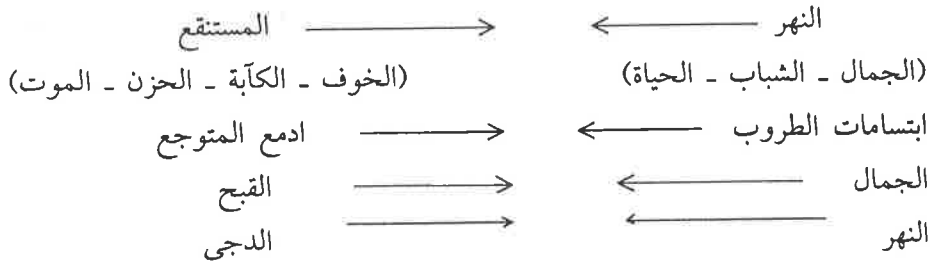 النهر المستنقع
(الجمال - الشباب - الحياة) (الخوف - الكآبة - الحزن - الموت)
ابتسامات الطروب ادمع المتوجع
الجمال القبح
النهر الدجى